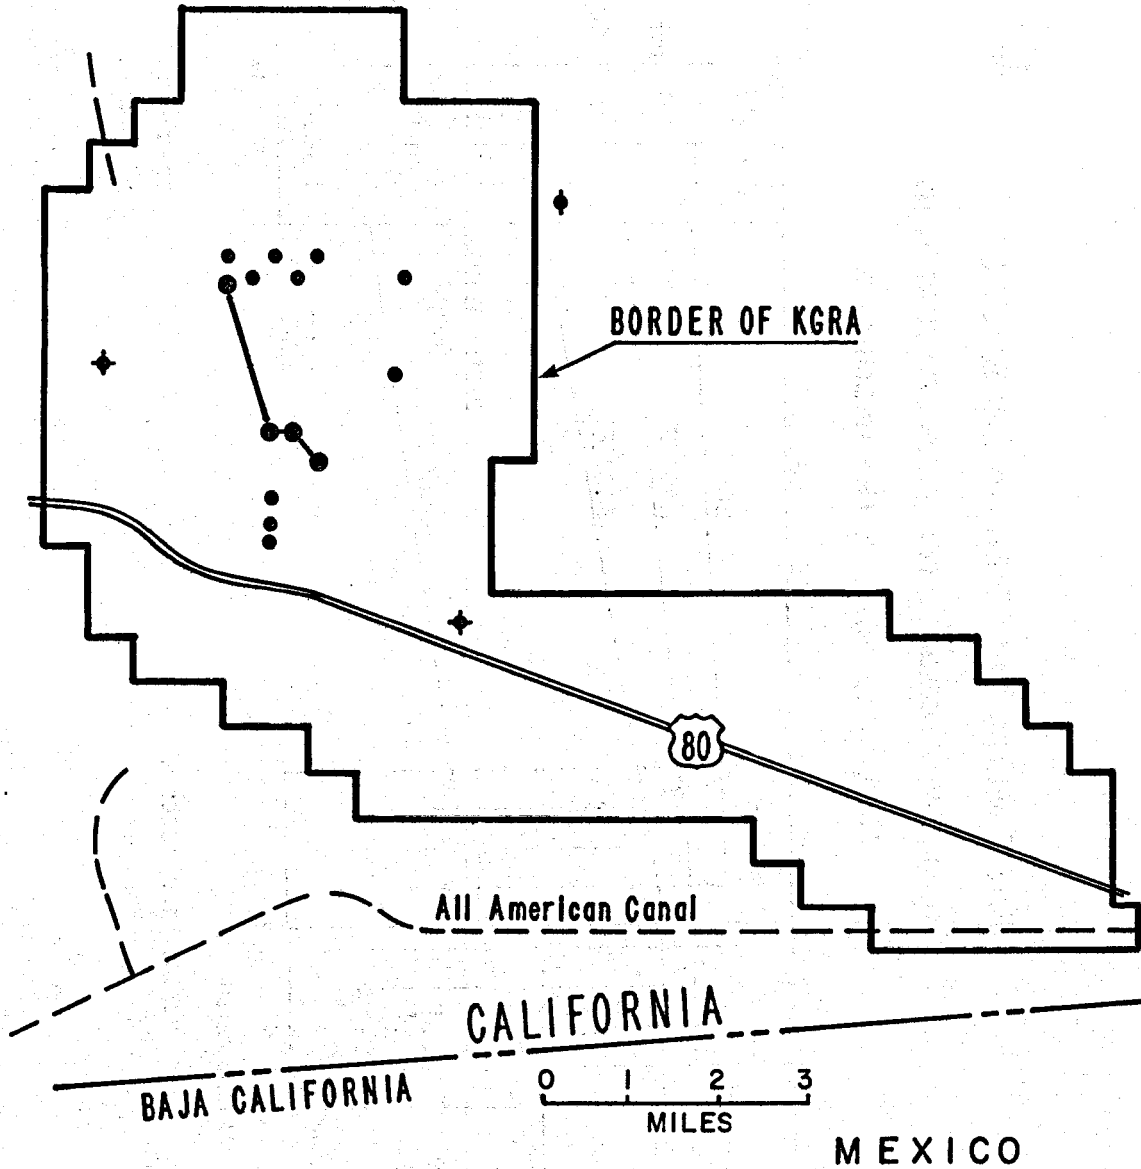 BORDER OF KGRA
80
All American Canal
CALIFORNIA
BAJA CALIFORNIA
0 1 2 3
MILES
MEXICO